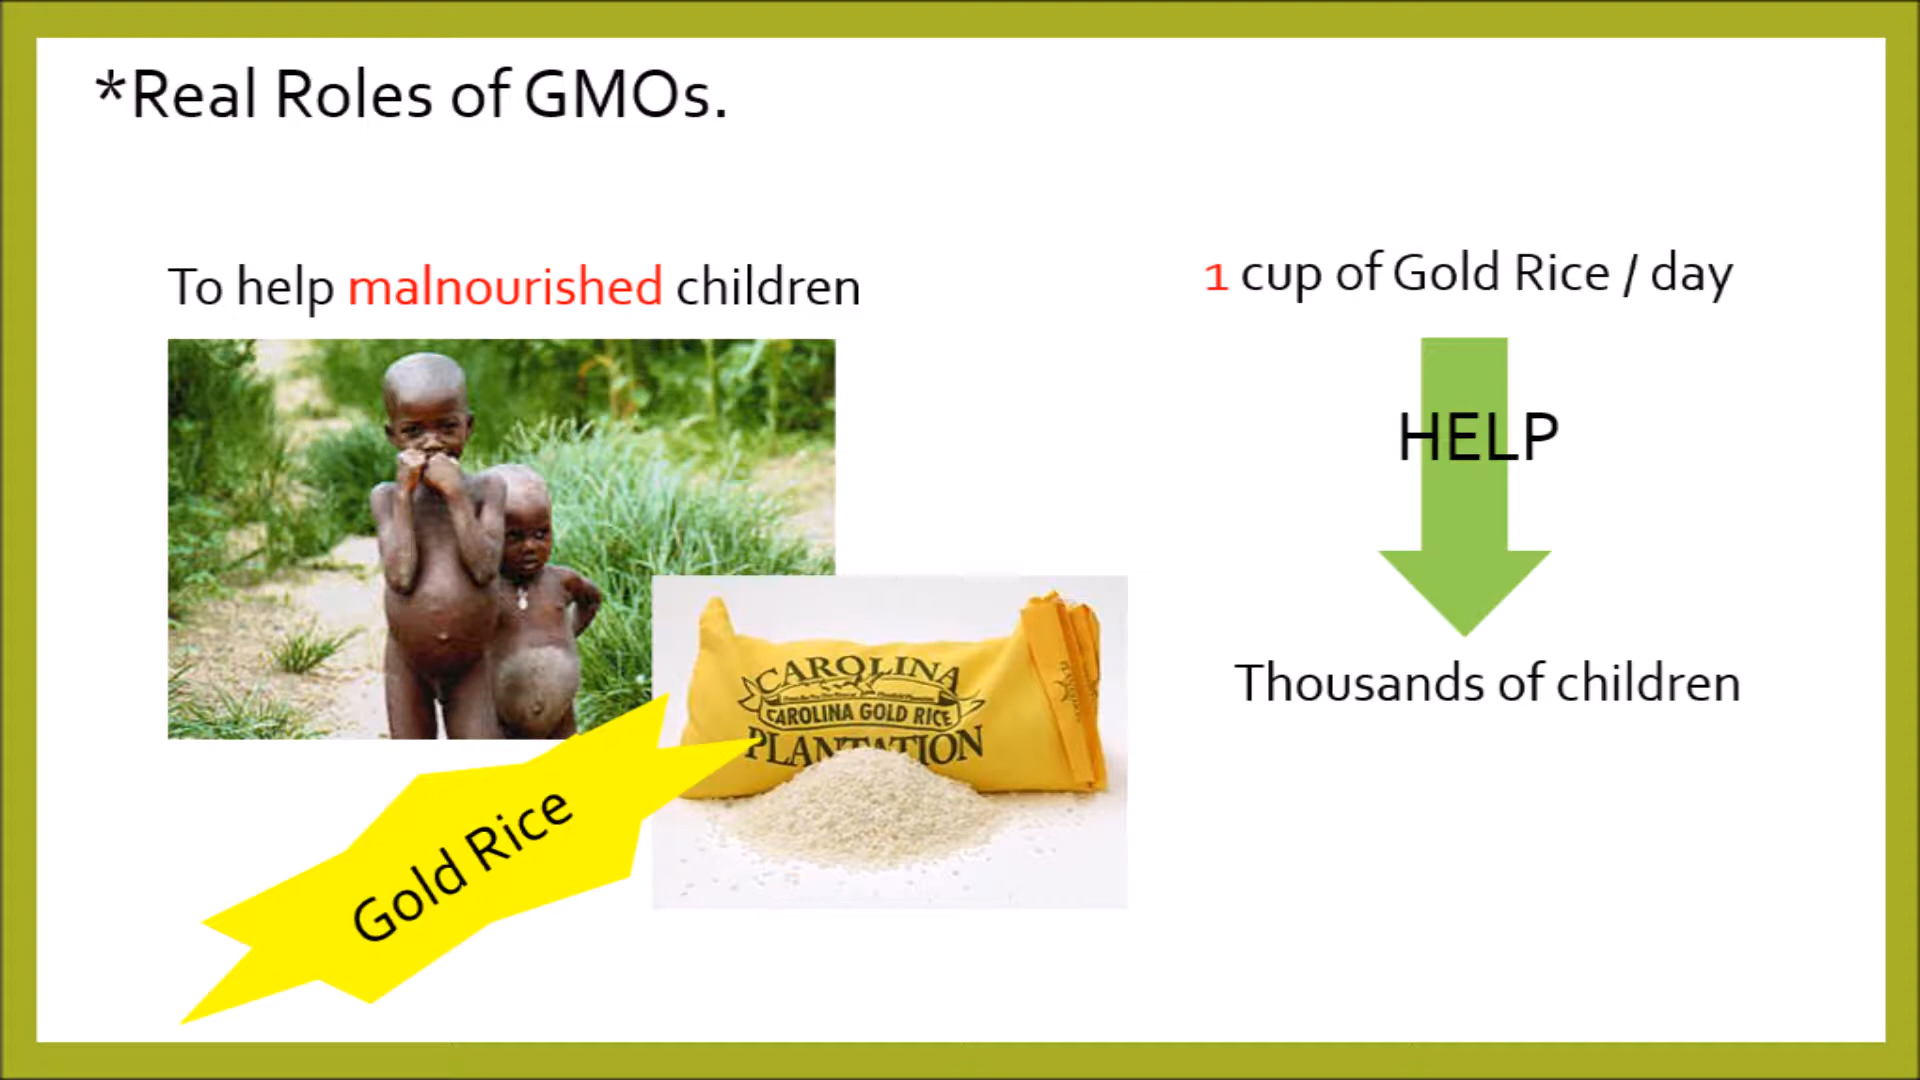 *Real Roles of GMOs.
To help malnourished children
1 cup of Gold Rice / day
HELP
Thousands of children
CAROLINA
CAROLINA GOLD RICE
PLANTATION
Gold Rice